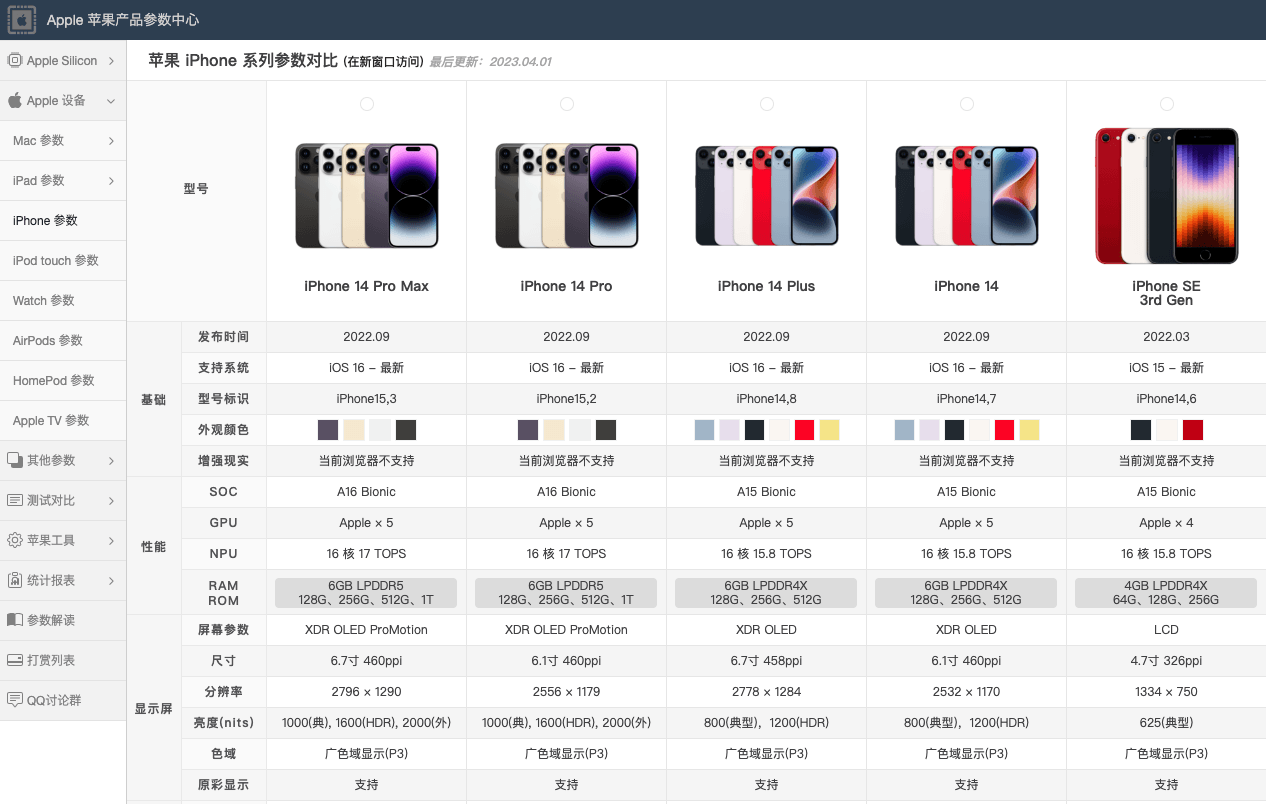 Apple 苹果产品参数中心
Apple Silicon
Apple 设备
Mac 参数
iPad 参数
iPhone 参数
iPod touch 参数
Watch 参数
AirPods 参数
HomePod 参数
Apple TV 参数
其他参数
测试对比
苹果工具
统计报表
参数解读
打赏列表
QQ讨论群
苹果 iPhone 系列参数对比 (在新窗口访问) 最后更新：2023.04.01
型号 iPhone 14 Pro Max iPhone 14 Pro iPhone 14 Plus iPhone 14 iPhone SE
3rd Gen
基础
发布时间 2022.09 2022.09 2022.09 2022.09 2022.03
支持系统 iOS 16 – 最新 iOS 16 – 最新 iOS 16 – 最新 iOS 16 – 最新 iOS 15 – 最新
型号标识 iPhone15,3 iPhone15,2 iPhone14,8 iPhone14,7 iPhone14,6
外观颜色
增强现实 当前浏览器不支持 当前浏览器不支持 当前浏览器不支持 当前浏览器不支持 当前浏览器不支持
性能
SOC A16 Bionic A16 Bionic A15 Bionic A15 Bionic A15 Bionic
GPU Apple × 5 Apple × 5 Apple × 5 Apple × 5 Apple × 4
NPU 16 核 17 TOPS 16 核 17 TOPS 16 核 15.8 TOPS 16 核 15.8 TOPS 16 核 15.8 TOPS
RAM 6GB LPDDR5 6GB LPDDR5 6GB LPDDR4X 6GB LPDDR4X 4GB LPDDR4X
ROM 128G、256G、512G、1T 128G、256G、512G、1T 128G、256G、512G 128G、256G、512G 64G、128G、256G
显示屏
屏幕参数 XDR OLED ProMotion XDR OLED ProMotion XDR OLED XDR OLED LCD
尺寸 6.7寸 460ppi 6.1寸 460ppi 6.7寸 458ppi 6.1寸 460ppi 4.7寸 326ppi
分辨率 2796 × 1290 2556 × 1179 2778 × 1284 2532 × 1170 1334 × 750
亮度(nits) 1000(典), 1600(HDR), 2000(外) 1000(典), 1600(HDR), 2000(外) 800(典型)，1200(HDR) 800(典型)，1200(HDR) 625(典型)
色域 广色域显示(P3) 广色域显示(P3) 广色域显示(P3) 广色域显示(P3) 广色域显示(P3)
原彩显示 支持 支持 支持 支持 支持